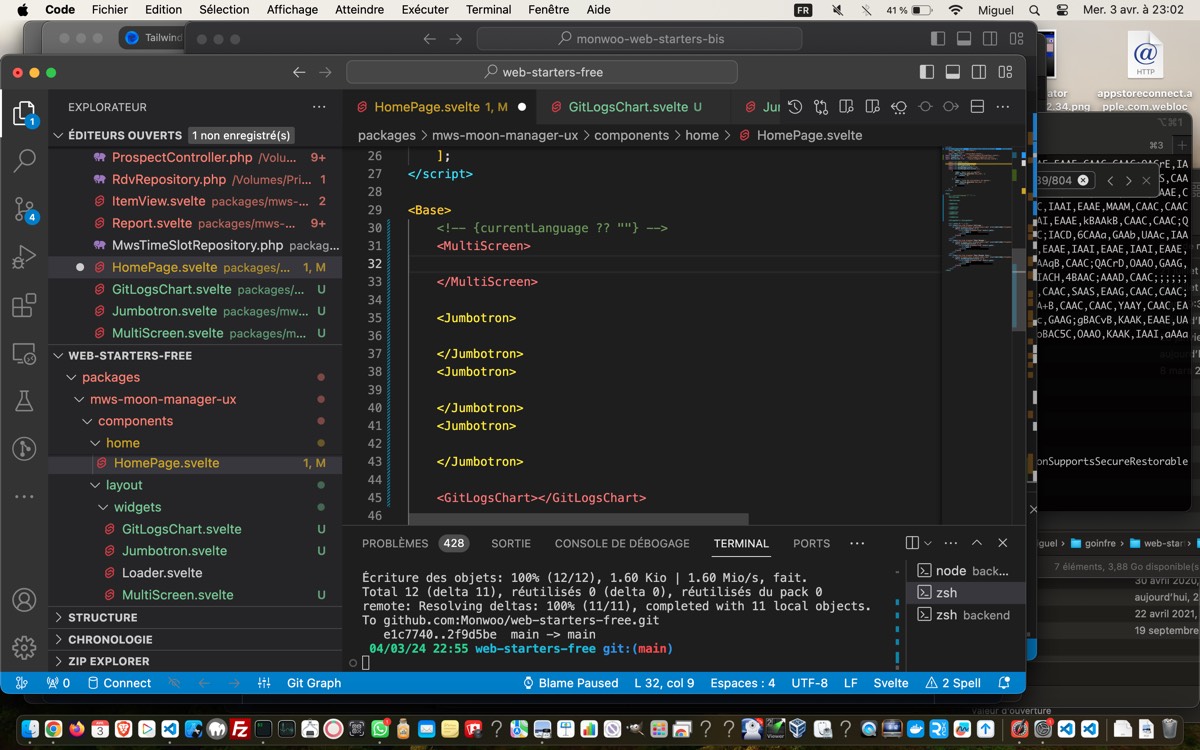 Code Fichier Edition Sélection Affichage Atteindre Exécuter Terminal Fenêtre Aide FR 41 % Miguel Mer. 3 avr. à 23:02
Tailwind
monwoo-web-starters-bis
web-starters-free
HTTP
appstoreconnect.a
pple.com.webloc
2.34.png
EXPLORATEUR
ÉDITEURS OUVERTS 1 non enregistré(s)
ProspectController.php /Volu... 9+
RdvRepository.php /Volumes/Pri... 1
ItemView.svelte packages/mws-... 2
Report.svelte packages/mws-... 9+
MwsTimeSlotRepository.php packag...
HomePage.svelte packages/... 1, M
GitLogsChart.svelte packages/... U
Jumbotron.svelte packages/mw... U
MultiScreen.svelte packages/m... U
WEB-STARTERS-FREE
packages
mws-moon-manager-ux
components
home
HomePage.svelte 1, M
layout
widgets
GitLogsChart.svelte U
Jumbotron.svelte U
Loader.svelte
MultiScreen.svelte U
STRUCTURE
CHRONOLOGIE
ZIP EXPLORER
HomePage.svelte 1, M
GitLogsChart.svelte U
packages > mws-moon-manager-ux > components > home > HomePage.svelte
26 ];
27 </script>
28
29 <Base>
30 <!-- {currentLanguage ?? ""} -->
31 <MultiScreen>
32
33 </MultiScreen>
34
35 <Jumbotron>
36
37 </Jumbotron>
38 <Jumbotron>
39
40 </Jumbotron>
41 <Jumbotron>
42
43 </Jumbotron>
44
45 <GitLogsChart></GitLogsChart>
46
PROBLÈMES 428 SORTIE CONSOLE DE DÉBOGAGE TERMINAL PORTS
Écriture des objets: 100% (12/12), 1.60 Kio | 1.60 Mio/s, fait.
Total 12 (delta 11), réutilisés 0 (delta 0), réutilisés du pack 0
remote: Resolving deltas: 100% (11/11), completed with 11 local objects.
To github.com:Monwoo/web-starters-free.git
e1c7740..2f9d5be main -> main
04/03/24 22:55 web-starters-free git:(main)
node back...
zsh
zsh backend
0 Connect Git Graph Blame Paused L 32, col 9 Espaces : 4 UTF-8 LF Svelte 2 Spell
⌥⌘1
⌘3
39/804
onSupportsSecureRestorable
goinfre
7 éléments, 3,88 Go disponible(s)
30 avril 2020,
aujourd'hui, 2
22 avril 2021,
19 septembre
valeur d'ouverture